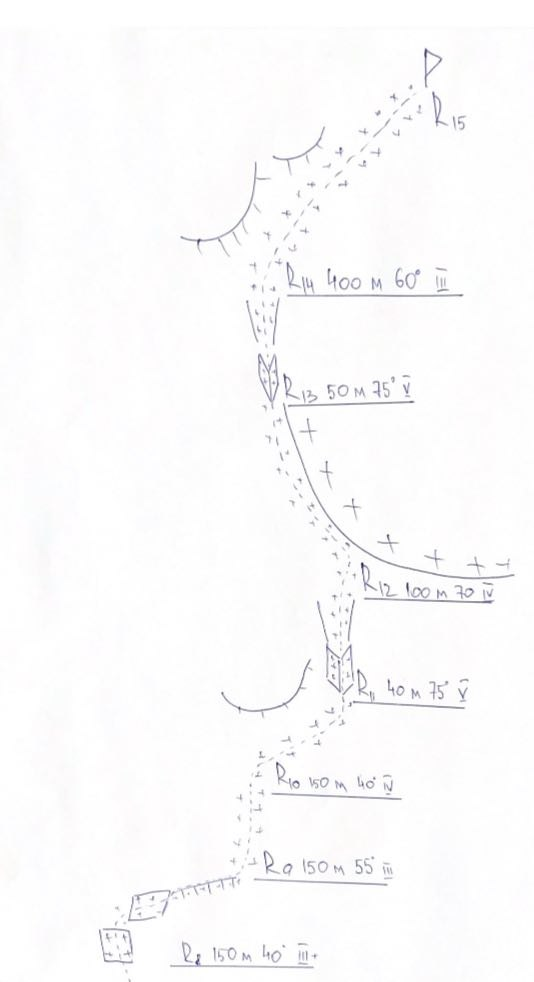 R15
R14 400 м 60° III
R13 50 м 75° V
R12 100 м 70 IV
R11 40 м 75° V
R10 150 м 40° IV
R9 150 м 55° III
R8 150 м 40° III+